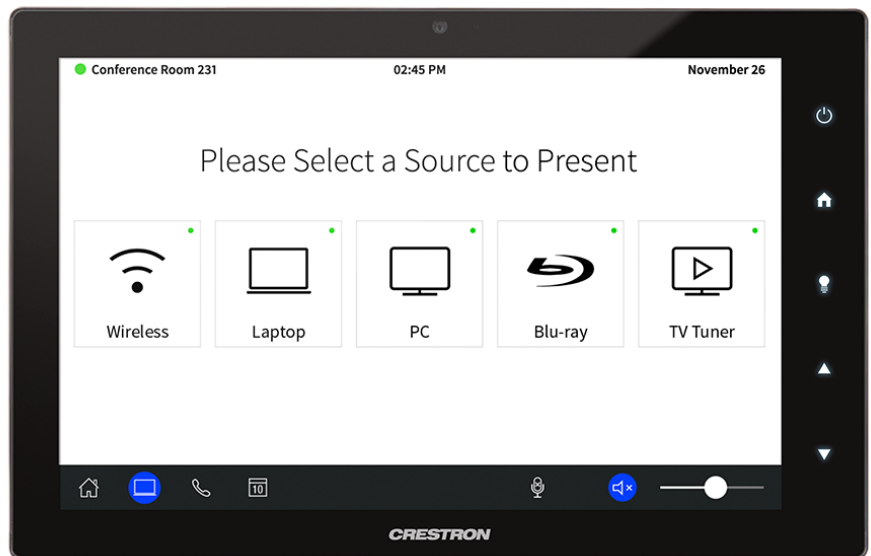 Conference Room 231
02:45 PM
November 26
Please Select a Source to Present
Wireless
Laptop
PC
Blu-ray
TV Tuner
10
CRESTRON